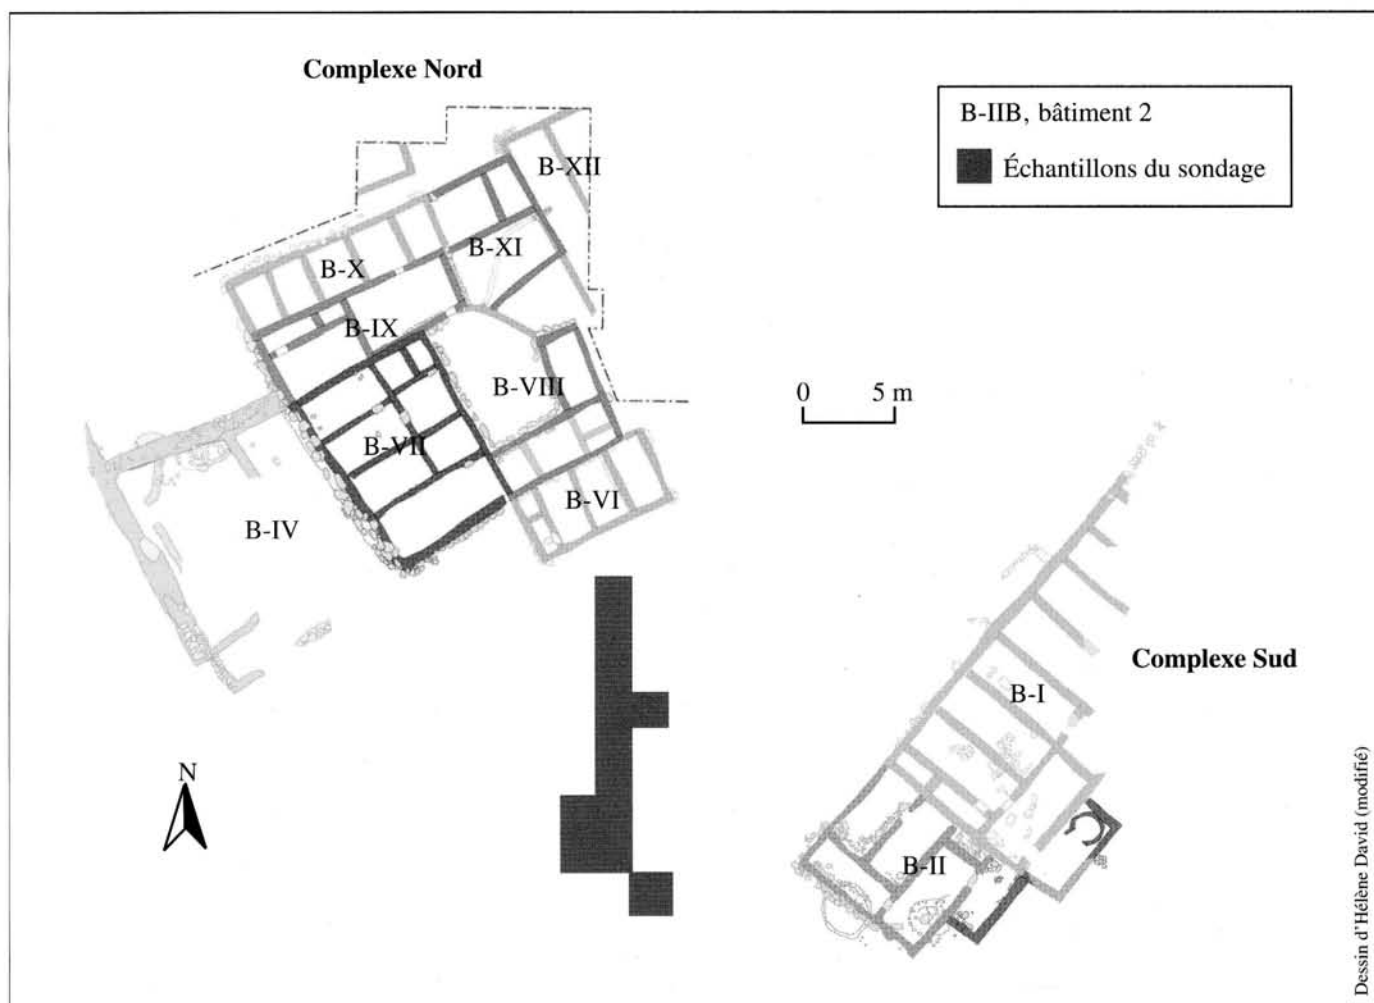 Complexe Nord
B-IIB, bâtiment 2
Échantillons du sondage
B-XII
B-XI
B-X
B-IX
B-VIII
0 5 m
B-VII
B-VI
B-IV
Complexe Sud
B-I
N
B-II
Dessin d'Hélène David (modifié)